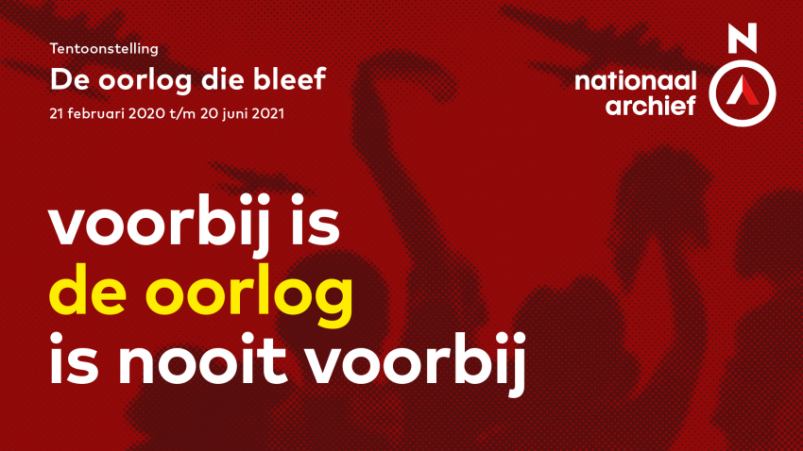 Tentoonstelling
De oorlog die bleef
21 februari 2020 t/m 20 juni 2021
N
nationaal
archief
voorbij is
de oorlog
is nooit voorbij